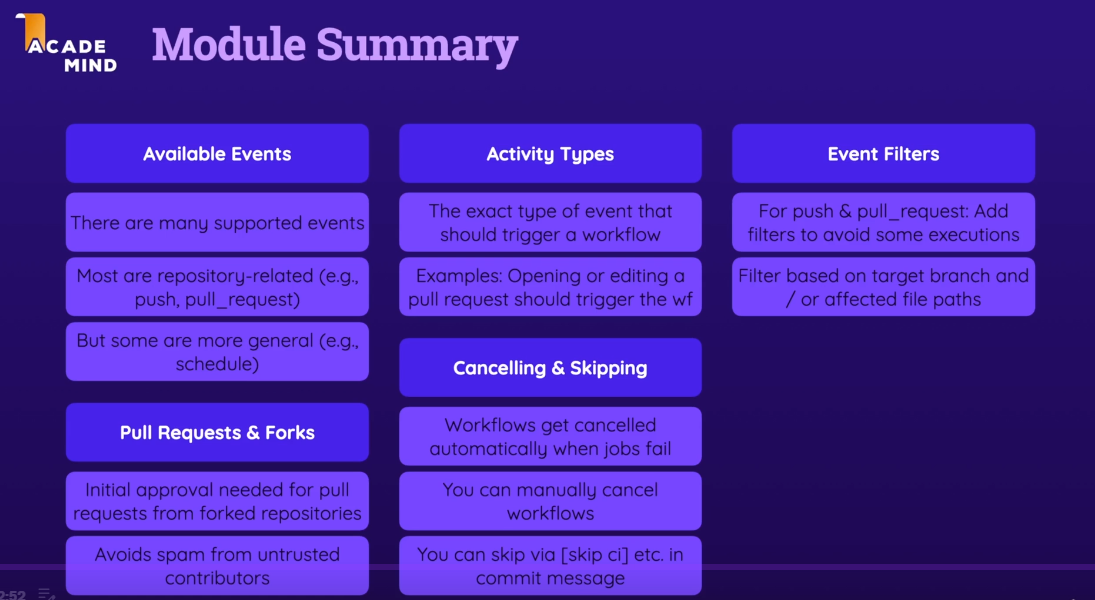 ACADE
MIND
Module Summary
Available Events
There are many supported events
Most are repository-related (e.g.,
push, pull_request)
But some are more general (e.g.,
schedule)
Pull Requests & Forks
Initial approval needed for pull
requests from forked repositories
Avoids spam from untrusted
contributors
Activity Types
The exact type of event that
should trigger a workflow
Examples: Opening or editing a
pull request should trigger the wf
Cancelling & Skipping
Workflows get cancelled
automatically when jobs fail
You can manually cancel
workflows
You can skip via [skip ci] etc. in
commit message
Event Filters
For push & pull_request: Add
filters to avoid some executions
Filter based on target branch and
/ or affected file paths
2:52